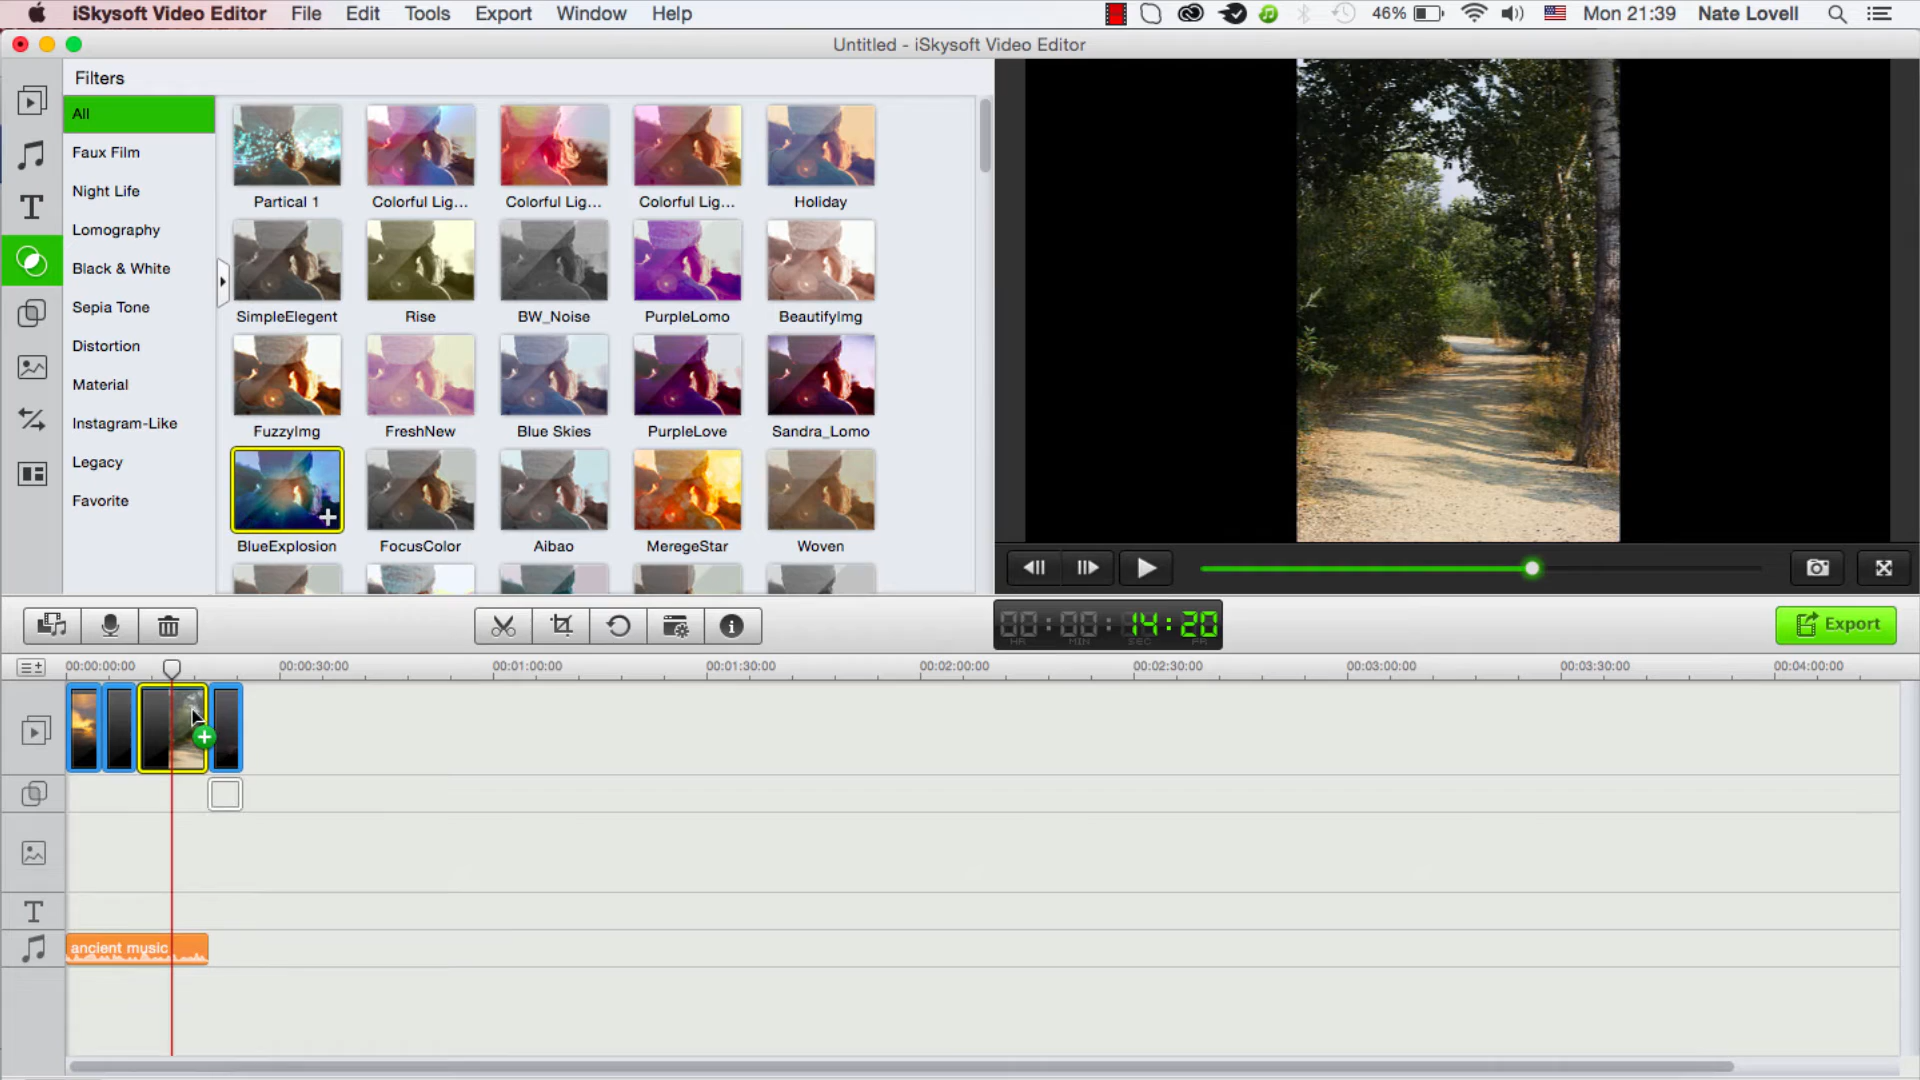 iSkysoft Video Editor File Edit Tools Export Window Help 46% Mon 21:39 Nate Lovell
Untitled - iSkysoft Video Editor
Filters
All
Faux Film
Night Life
Lomography
Black & White
Sepia Tone
Distortion
Material
Instagram-Like
Legacy
Favorite
Partical 1 Colorful Lig... Colorful Lig... Colorful Lig... Holiday
SimpleElegent Rise BW_Noise PurpleLomo BeautifyImg
FuzzyImg FreshNew Blue Skies PurpleLove Sandra_Lomo
BlueExplosion FocusColor Aibao MeregeStar Woven
00:00:14:20
HR MIN SEC FR
Export
00:00:00:00 00:00:30:00 00:01:00:00 00:01:30:00 00:02:00:00 00:02:30:00 00:03:00:00 00:03:30:00 00:04:00:00
T
ancient music